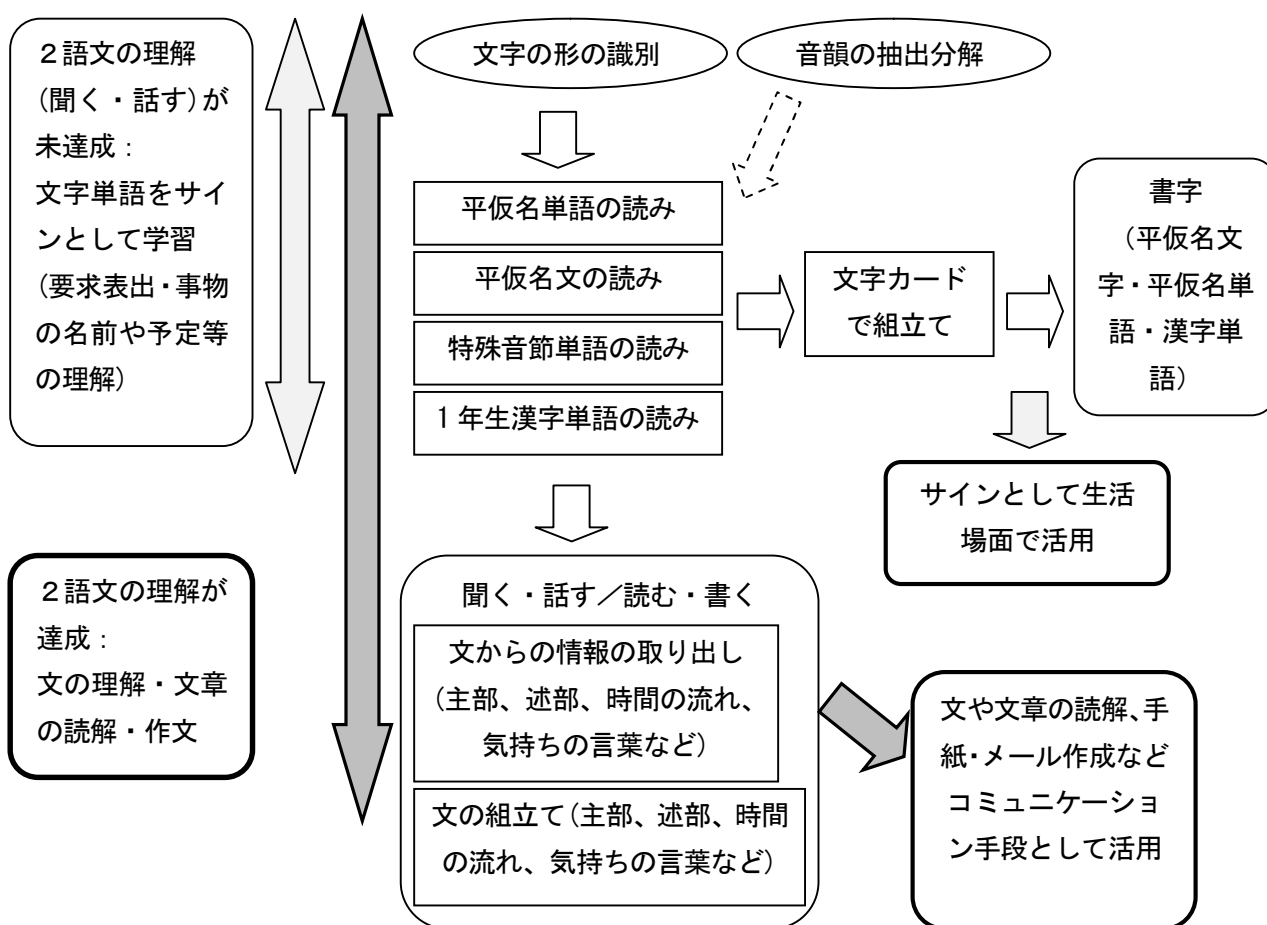 ２語文の理解
（聞く・話す）が
未達成：
文字単語をサイ
ンとして学習
（要求表出・事物
の名前や予定等
の理解）
２語文の理解が
達成：
文の理解・文章
の読解・作文
文字の形の識別
音韻の抽出分解
平仮名単語の読み
平仮名文の読み
特殊音節単語の読み
1年生漢字単語の読み
文字カード
で組立て
書字
（平仮名文
字・平仮名単
語・漢字単
語）
サインとして生活
場面で活用
聞く・話す／読む・書く
文からの情報の取り出し
（主部、述部、時間の流れ、
気持ちの言葉など）
文の組立て（主部、述部、時間
の流れ、気持ちの言葉など）
文や文章の読解、手
紙・メール作成など
コミュニケーショ
ン手段として活用